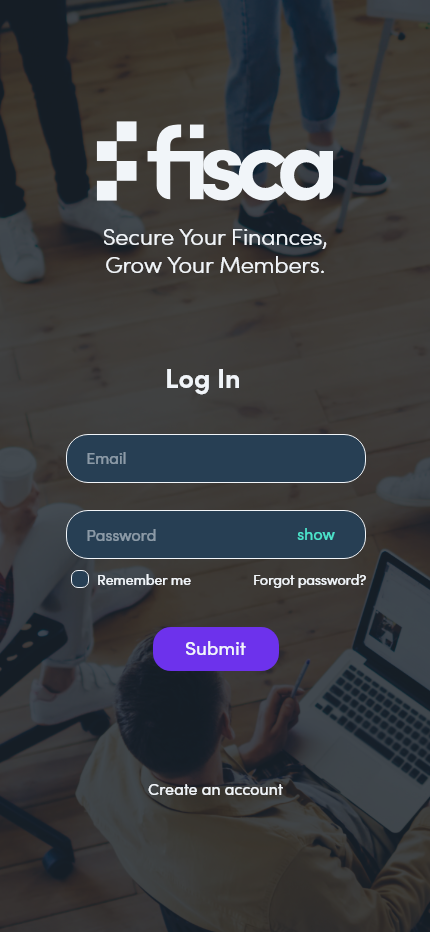 fisca
Secure Your Finances,
Grow Your Members.
Log In
Email
Password show
Remember me Forgot password?
Submit
Create an account